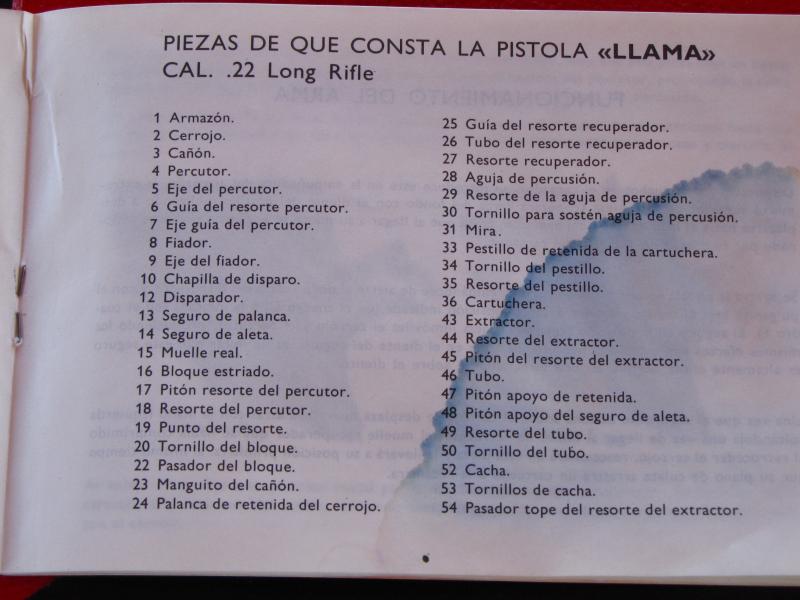 PIEZAS DE QUE CONSTA LA PISTOLA «LLAMA»
CAL. .22 Long Rifle
1 Armazón.
2 Cerrojo.
3 Cañón.
4 Percutor.
5 Eje del percutor.
6 Guía del resorte percutor.
7 Eje guía del percutor.
8 Fiador.
9 Eje del fiador.
10 Chapilla de disparo.
12 Disparador.
13 Seguro de palanca.
14 Seguro de aleta.
15 Muelle real.
16 Bloque estriado.
17 Pitón resorte del percutor.
18 Resorte del percutor.
19 Punto del resorte.
20 Tornillo del bloque.
22 Pasador del bloque.
23 Manguito del cañón.
24 Palanca de retenida del cerrojo.
25 Guía del resorte recuperador.
26 Tubo del resorte recuperador.
27 Resorte recuperador.
28 Aguja de percusión.
29 Resorte de la aguja de percusión.
30 Tornillo para sostén aguja de percusión.
31 Mira.
33 Pestillo de retenida de la cartuchera.
34 Tornillo del pestillo.
35 Resorte del pestillo.
36 Cartuchera.
43 Extractor.
44 Resorte del extractor.
45 Pitón del resorte del extractor.
46 Tubo.
47 Pitón apoyo de retenida.
48 Pitón apoyo del seguro de aleta.
49 Resorte del tubo.
50 Tornillo del tubo.
52 Cacha.
53 Tornillos de cacha.
54 Pasador tope del resorte del extractor.